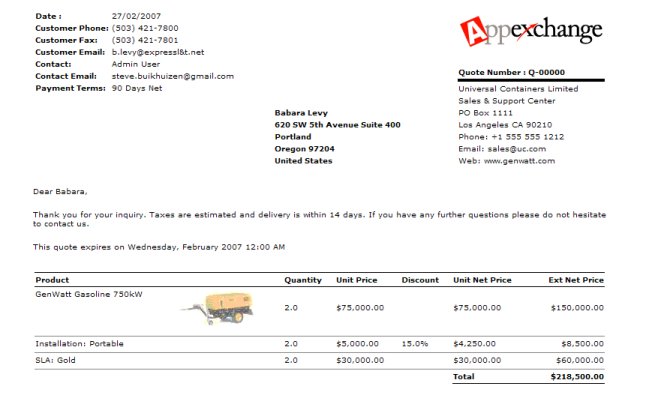 Date : 27/02/2007
Customer Phone: (503) 421-7800
Customer Fax: (503) 421-7801
Customer Email: b.levy@expressl&t.net
Contact: Admin User
Contact Email: steve.buikhuizen@gmail.com
Payment Terms: 90 Days Net
Appexchange
Quote Number : Q-00000
Universal Containers Limited
Sales & Support Center
PO Box 1111
Los Angeles CA 90210
Phone: +1 555 555 1212
Email: sales@uc.com
Web: www.genwatt.com
Babara Levy
620 SW 5th Avenue Suite 400
Portland
Oregon 97204
United States
Dear Babara,
Thank you for your inquiry. Taxes are estimated and delivery is within 14 days. If you have any further questions please do not hesitate
to contact us.
This quote expires on Wednesday, February 2007 12:00 AM
Product Quantity Unit Price Discount Unit Net Price Ext Net Price
GenWatt Gasoline 750kW 2.0 $75,000.00 $75,000.00 $150,000.00
Installation: Portable 2.0 $5,000.00 15.0% $4,250.00 $8,500.00
SLA: Gold 2.0 $30,000.00 $30,000.00 $60,000.00
Total $218,500.00